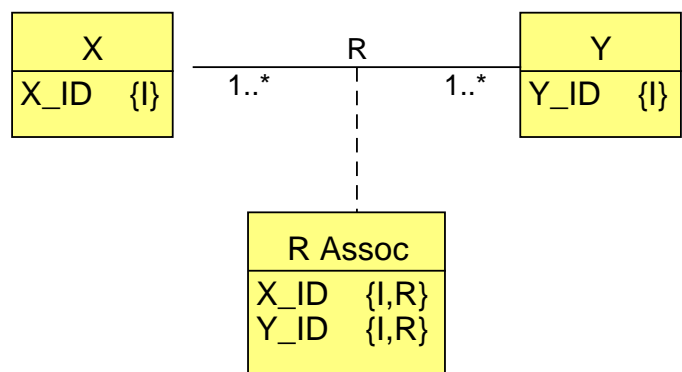 X
R
Y
X_ID {I}
1..*
1..*
Y_ID {I}
R Assoc
X_ID {I,R}
Y_ID {I,R}